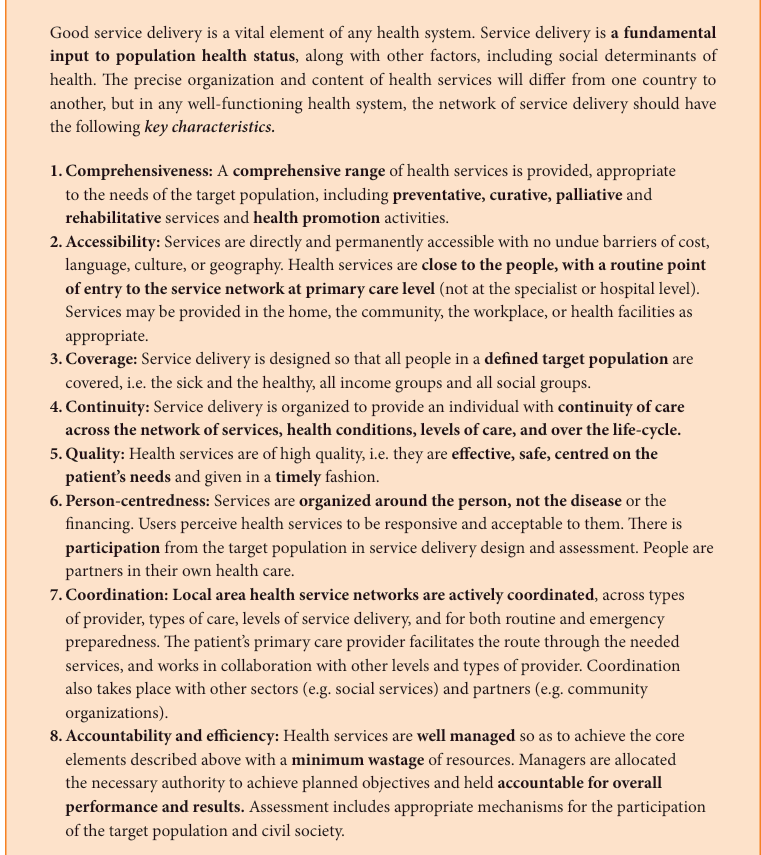 Good service delivery is a vital element of any health system. Service delivery is a fundamental
input to population health status, along with other factors, including social determinants of
health. The precise organization and content of health services will differ from one country to
another, but in any well-functioning health system, the network of service delivery should have
the following key characteristics.
1. Comprehensiveness: A comprehensive range of health services is provided, appropriate
to the needs of the target population, including preventative, curative, palliative and
rehabilitative services and health promotion activities.
2. Accessibility: Services are directly and permanently accessible with no undue barriers of cost,
language, culture, or geography. Health services are close to the people, with a routine point
of entry to the service network at primary care level (not at the specialist or hospital level).
Services may be provided in the home, the community, the workplace, or health facilities as
appropriate.
3. Coverage: Service delivery is designed so that all people in a defined target population are
covered, i.e. the sick and the healthy, all income groups and all social groups.
4. Continuity: Service delivery is organized to provide an individual with continuity of care
across the network of services, health conditions, levels of care, and over the life-cycle.
5. Quality: Health services are of high quality, i.e. they are effective, safe, centred on the
patient's needs and given in a timely fashion.
6. Person-centredness: Services are organized around the person, not the disease or the
financing. Users perceive health services to be responsive and acceptable to them. There is
participation from the target population in service delivery design and assessment. People are
partners in their own health care.
7. Coordination: Local area health service networks are actively coordinated, across types
of provider, types of care, levels of service delivery, and for both routine and emergency
preparedness. The patient's primary care provider facilitates the route through the needed
services, and works in collaboration with other levels and types of provider. Coordination
also takes place with other sectors (e.g. social services) and partners (e.g. community
organizations).
8. Accountability and efficiency: Health services are well managed so as to achieve the core
elements described above with a minimum wastage of resources. Managers are allocated
the necessary authority to achieve planned objectives and held accountable for overall
performance and results. Assessment includes appropriate mechanisms for the participation
of the target population and civil society.